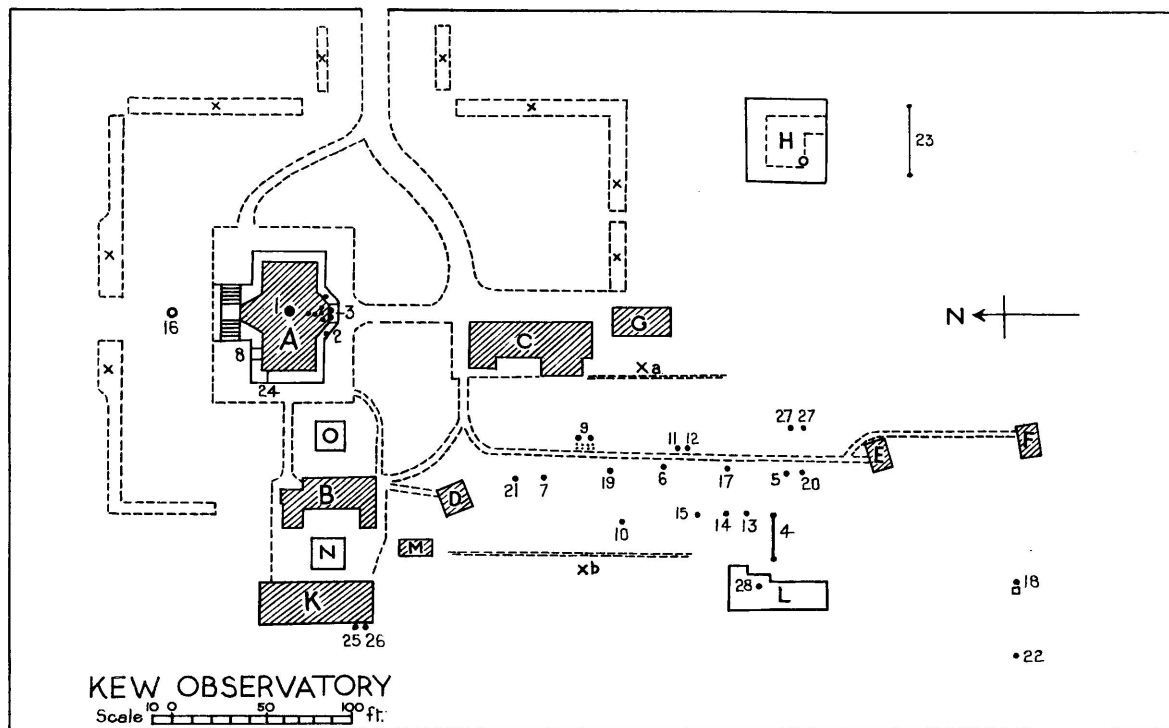 x x
x x
H
23
x
x x
16
1 3
A 2
N
G
C
x
8
x a
24
27 27
O
9
11 12
F
E
B
D
21 7 19 6 17 5 20
15 14 13
10
4
N
M
x b
28 L
18
K
25 26
22
KEW OBSERVATORY
Scale 10 0 50 100 ft.